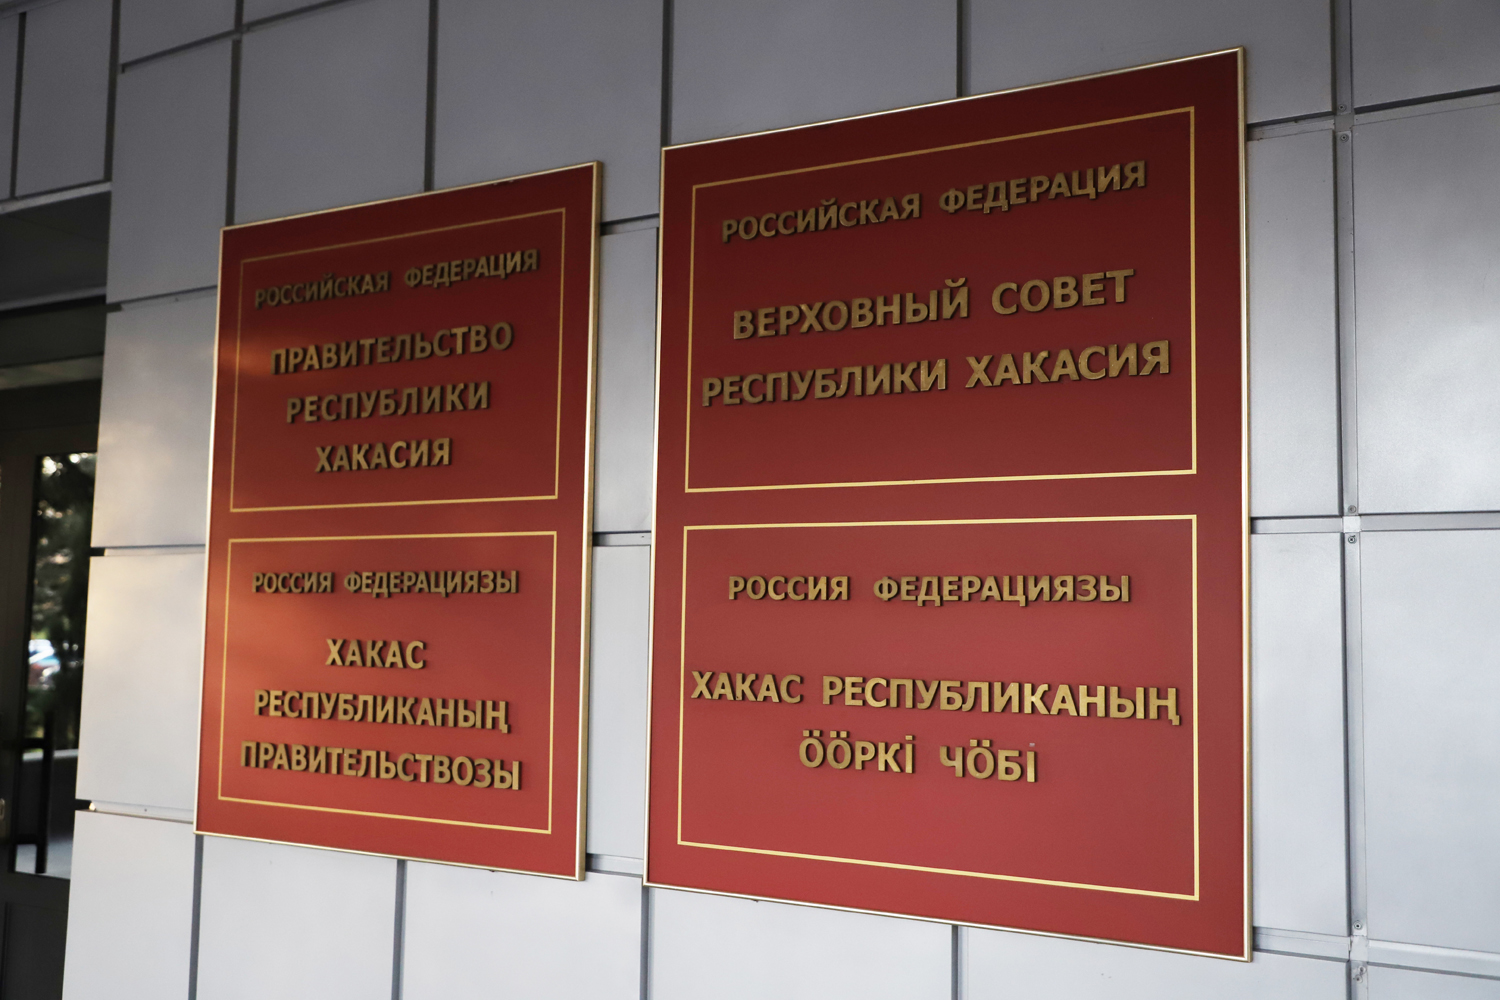 РОССИЙСКАЯ ФЕДЕРАЦИЯ
ПРАВИТЕЛЬСТВО
РЕСПУБЛИКИ
ХАКАСИЯ
РОССИЯ ФЕДЕРАЦИЯЗЫ
ХАКАС
РЕСПУБЛИКАНЫҢ
ПРАВИТЕЛЬСТВОЗЫ
РОССИЙСКАЯ ФЕДЕРАЦИЯ
ВЕРХОВНЫЙ СОВЕТ
РЕСПУБЛИКИ ХАКАСИЯ
РОССИЯ ФЕДЕРАЦИЯЗЫ
ХАКАС РЕСПУБЛИКАНЫҢ
ӦӦРКІ ЧӦБІ